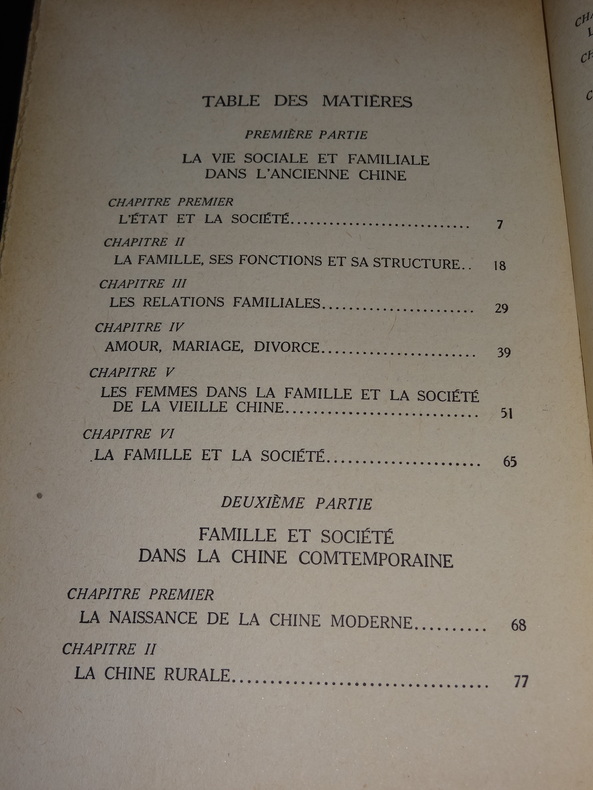 TABLE DES MATIÈRES
PREMIÈRE PARTIE
LA VIE SOCIALE ET FAMILIALE
DANS L'ANCIENNE CHINE
CHAPITRE PREMIER
L'ÉTAT ET LA SOCIÉTÉ.............................. 7
CHAPITRE II
LA FAMILLE, SES FONCTIONS ET SA STRUCTURE.. 18
CHAPITRE III
LES RELATIONS FAMILIALES......................... 29
CHAPITRE IV
AMOUR, MARIAGE, DIVORCE......................... 39
CHAPITRE V
LES FEMMES DANS LA FAMILLE ET LA SOCIÉTÉ
DE LA VIEILLE CHINE............................... 51
CHAPITRE VI
LA FAMILLE ET LA SOCIÉTÉ......................... 65
DEUXIÈME PARTIE
FAMILLE ET SOCIÉTÉ
DANS LA CHINE COMTEMPORAINE
CHAPITRE PREMIER
LA NAISSANCE DE LA CHINE MODERNE.......... 68
CHAPITRE II
LA CHINE RURALE.................................. 77